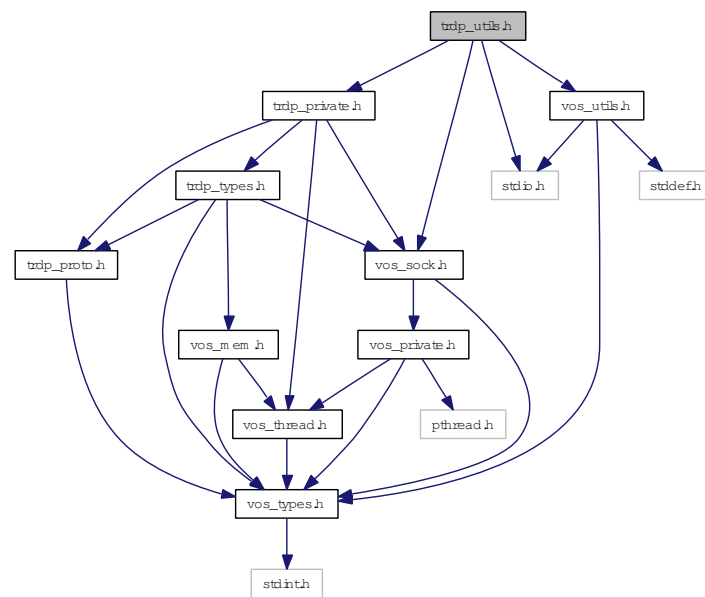 trdp_utils.h
trdp_private.h
vos_utils.h
trdp_types.h
stdio.h
stddef.h
trdp_proto.h
vos_sock.h
vos_mem.h
vos_private.h
vos_thread.h
pthread.h
vos_types.h
stdint.h